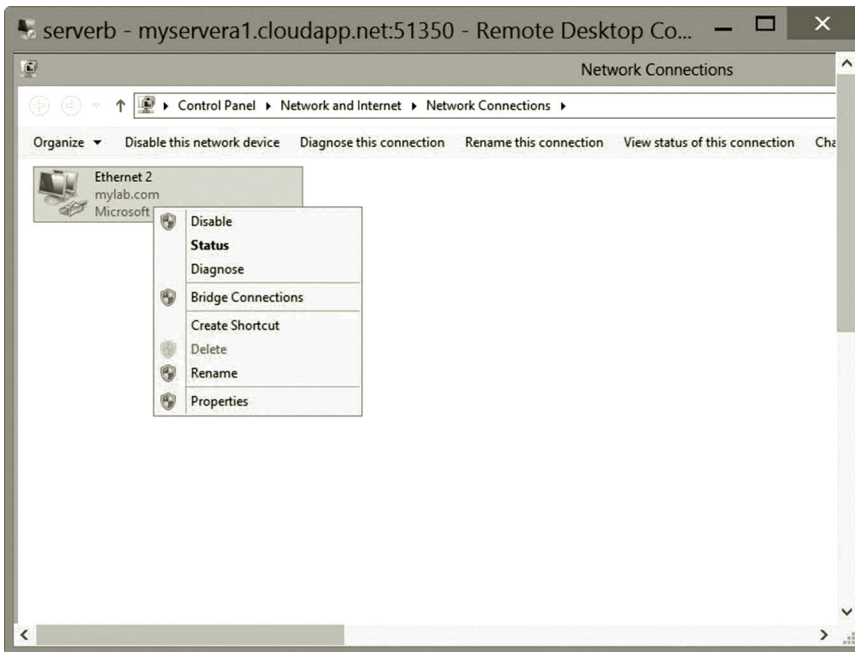 serverb - myservera1.cloudapp.net:51350 - Remote Desktop Co...
Network Connections
Control Panel Network and Internet Network Connections
Organize Disable this network device Diagnose this connection Rename this connection View status of this connection Cha
Ethernet 2
mylab.com
Microsoft
Disable
Status
Diagnose
Bridge Connections
Create Shortcut
Delete
Rename
Properties